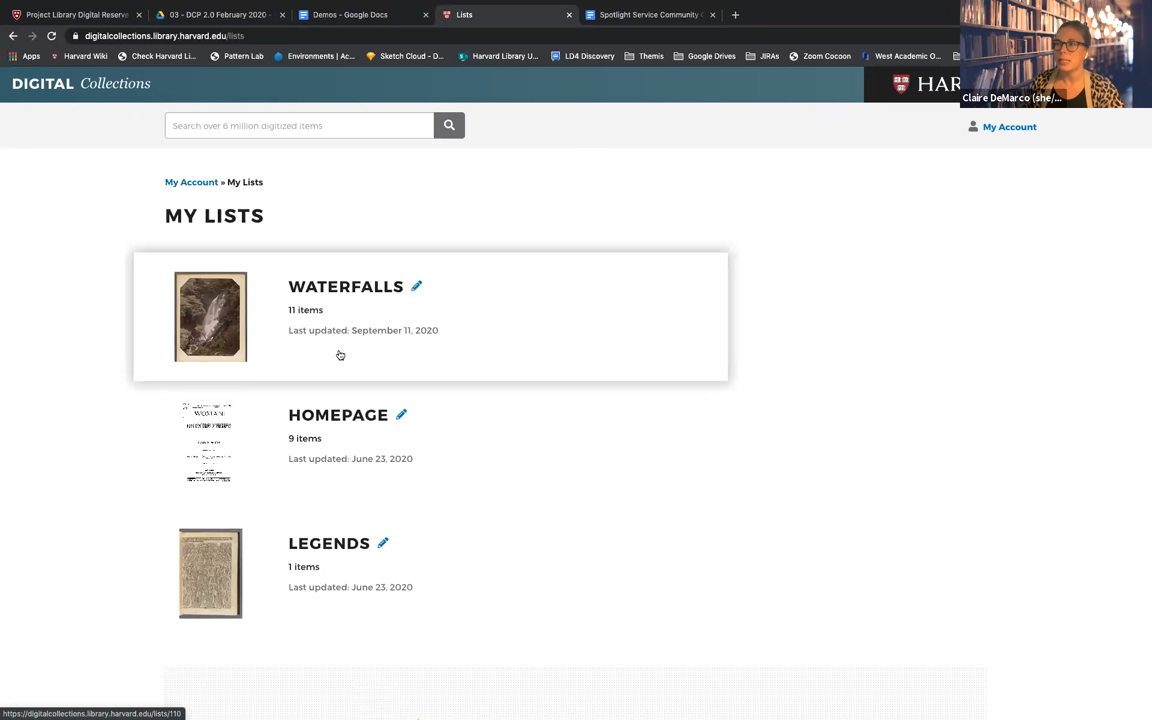 Project Library Digital Reserv
03 - DCP 2.0 February 2020 -
Demos - Google Docs
Lists
Spotlight Service Community
digitalcollections.library.harvard.edu/lists
Apps
Harvard Wiki
Check Harvard Li...
Pattern Lab
Environments | Ac...
Sketch Cloud - D...
Harvard Library U...
LD4 Discovery
Themis
Google Drives
JIRAs
Zoom Cocoon
West Academic O...
DIGITAL Collections
HAR
Claire DeMarco (she/...
Search over 6 million digitized items
My Account
My Account » My Lists
MY LISTS
WATERFALLS
11 items
Last updated: September 11, 2020
HOMEPAGE
9 items
Last updated: June 23, 2020
LEGENDS
1 items
Last updated: June 23, 2020
https://digitalcollections.library.harvard.edu/lists/110